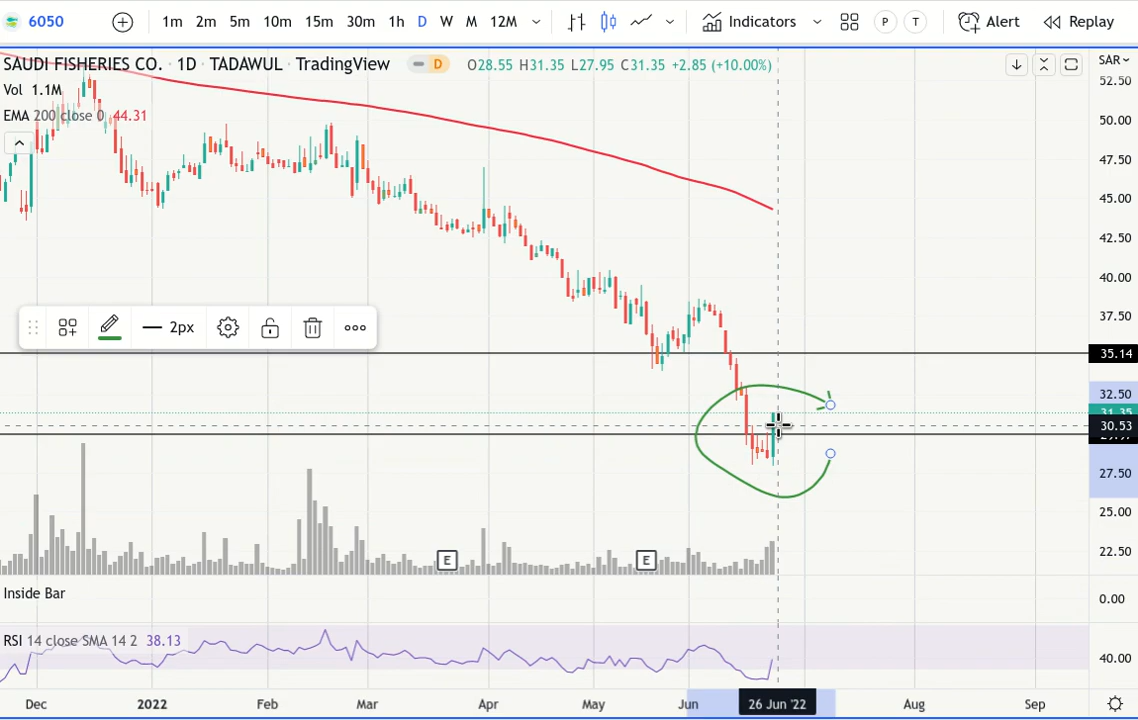 6050 1m 2m 5m 10m 15m 30m 1h D W M 12M Indicators P T Alert Replay
SAUDI FISHERIES CO. · 1D · TADAWUL · TradingView D O28.55 H31.35 L27.95 C31.35 +2.85 (+10.00%) SAR
Vol 1.1M
EMA 200 close 0 44.31
52.50
50.00
47.50
45.00
42.50
40.00
37.50
2px
35.14
32.50
31.35
30.53
27.50
25.00
22.50
E E
Inside Bar
0.00
RSI 14 close SMA 14 2 38.13
40.00
Dec 2022 Feb Mar Apr May Jun 26 Jun '22 Aug Sep